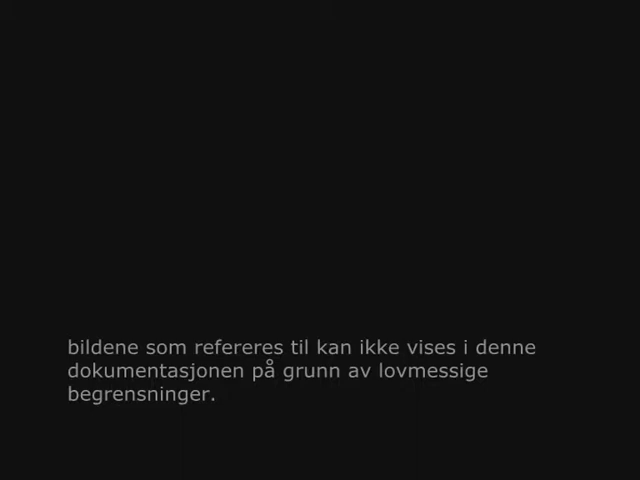 bildene som refereres til kan ikke vises i denne
dokumentasjonen på grunn av lovmessige
begrensninger.